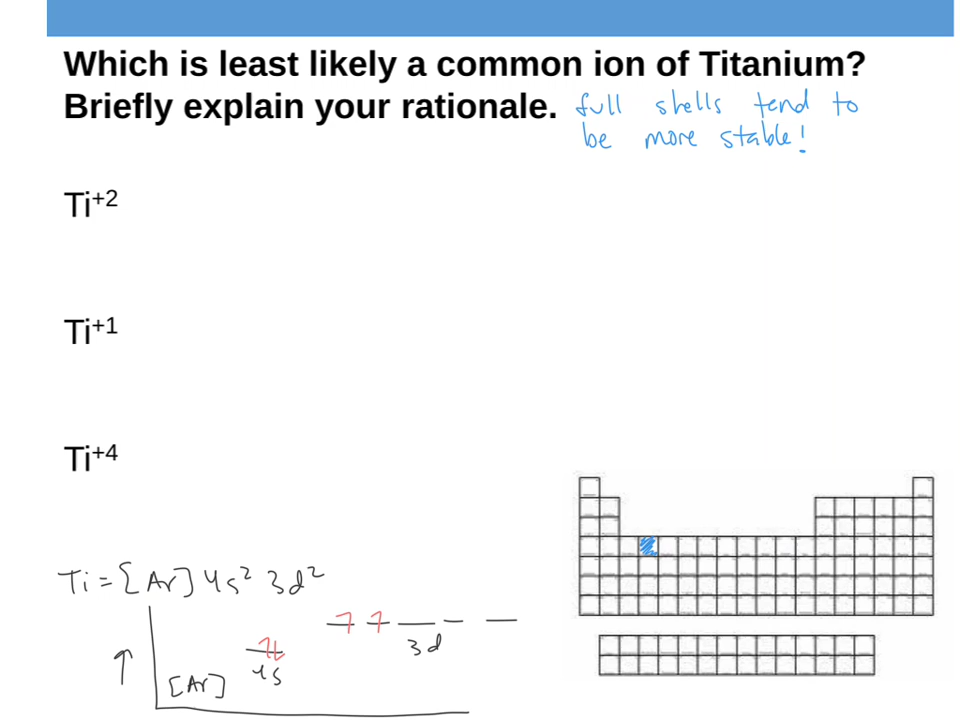 Which is least likely a common ion of Titanium?
Briefly explain your rationale. full shells tend to
be more stable!
Ti+2
Ti+1
Ti+4
Ti = [Ar] 4s² 3d²
3d
4s
[Ar]